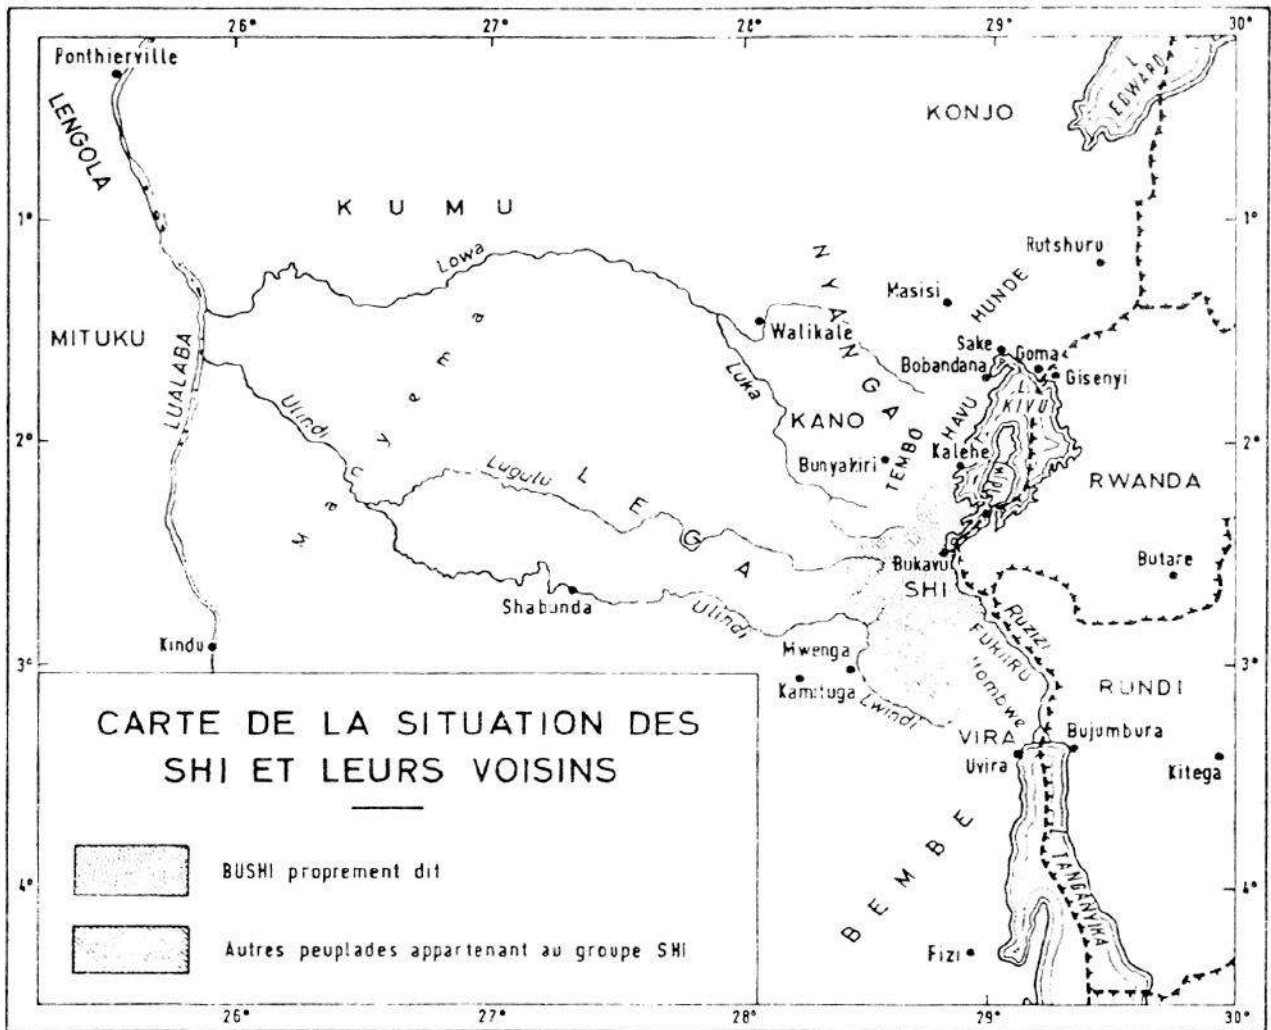 26° 27° 28° 29° 30°
Ponthierville
LENGOLA
KONJO
L EDWARD
KUMU
1° 1°
Lowa
Rutshuru
NYANGA
HUNDE
Masisi
MITUKU
LUALABA
Walikale
Sake
Goma
Bobandana
Gisenyi
Luka
KIVU
HAVU
KANO
Ulindi
2° 2°
Kalehe
Bunyakiri
TEMBO
Lugulu
LEGA
RWANDA
Bukavu
SHI
Butare
Shabunda
Ulindi
Ruzizi
FULIIRU
Kindu
3° 3°
Mwenga
Kamituga
Lwindi
RUNDI
VIRA
Bujumbura
Uvira
Kitega
CARTE DE LA SITUATION DES
SHI ET LEURS VOISINS
BUSHI proprement dit
4° 4°
BEMBE
L TANGANYIKA
Autres peuplades appartenant au groupe SHI
Fizi
26° 27° 28° 29° 30°